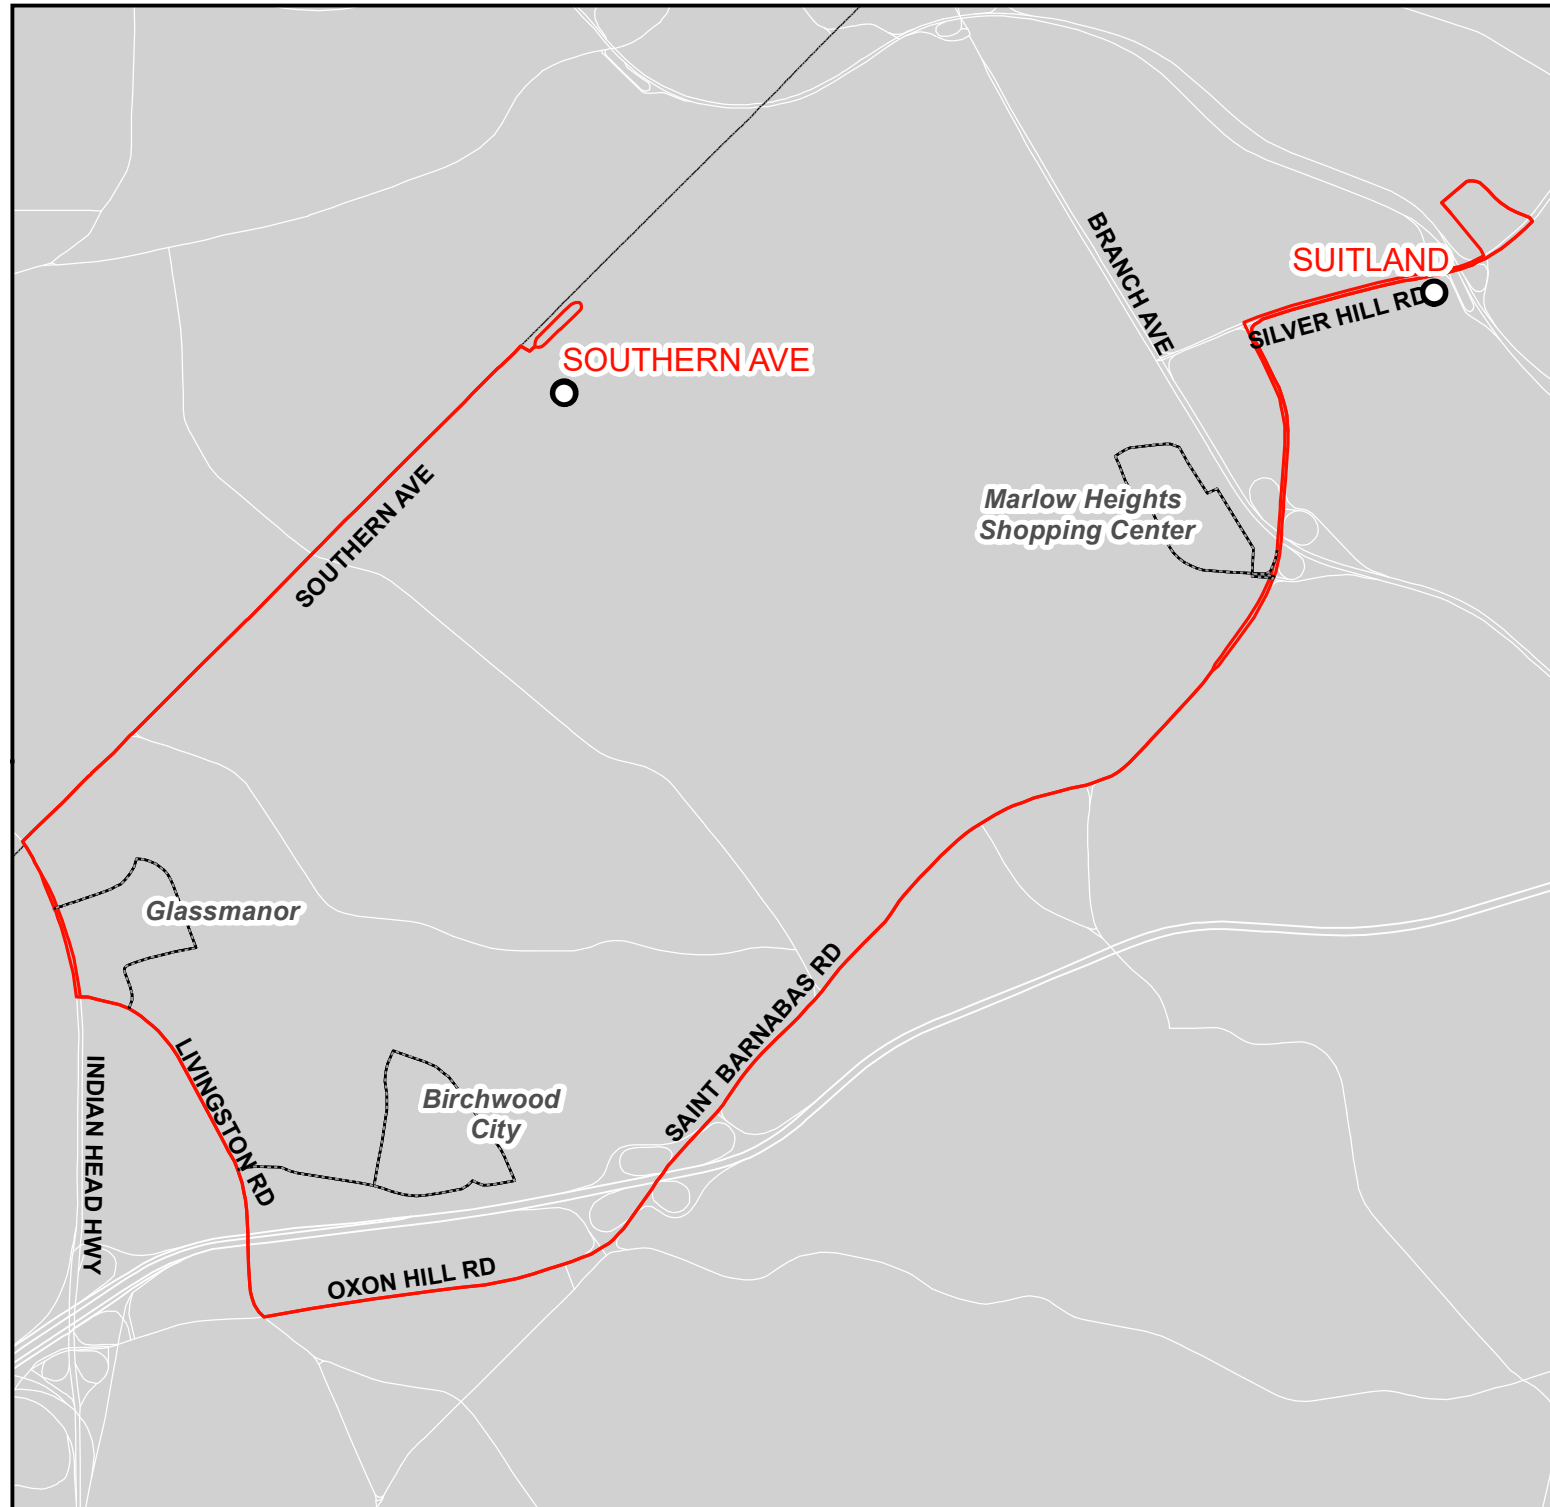 BRANCH AVE
SUITLAND
SILVER HILL RD
SOUTHERN AVE
SOUTHERN AVE
Marlow Heights
Shopping Center
Glassmanor
SAINT BARNABAS RD
LIVINGSTON RD
INDIAN HEAD HWY
Birchwood
City
OXON HILL RD